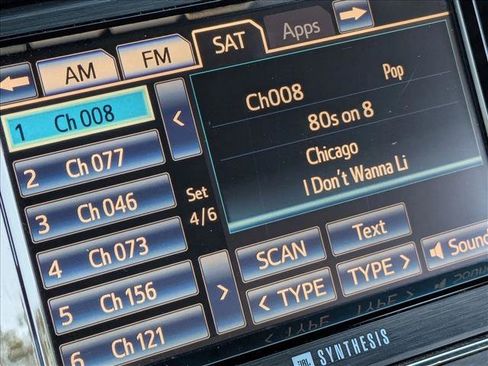 AM
FM
SAT
Apps
1 Ch 008
2 Ch 077
3 Ch 046
4 Ch 073
5 Ch 156
6 Ch 121
<
Set
4/6
>
Ch008
Pop
80s on 8
Chicago
I Don't Wanna Li
SCAN
Text
< TYPE
TYPE >
Sound
JBL SYNTHESIS